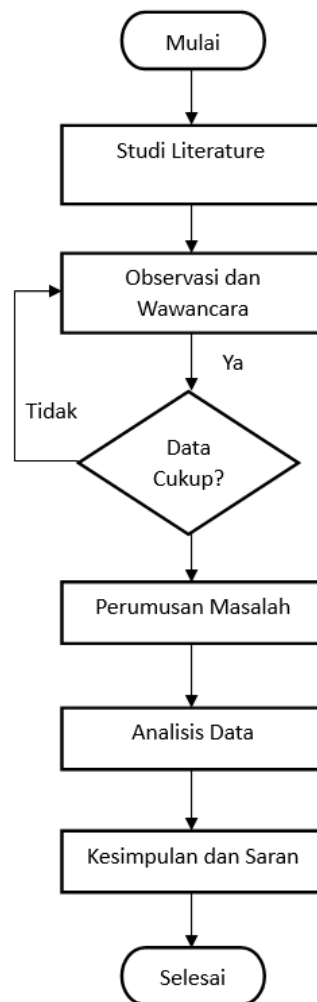 Mulai
Studi Literature
Observasi dan
Wawancara
Ya
Tidak
Data
Cukup?
Perumusan Masalah
Analisis Data
Kesimpulan dan Saran
Selesai